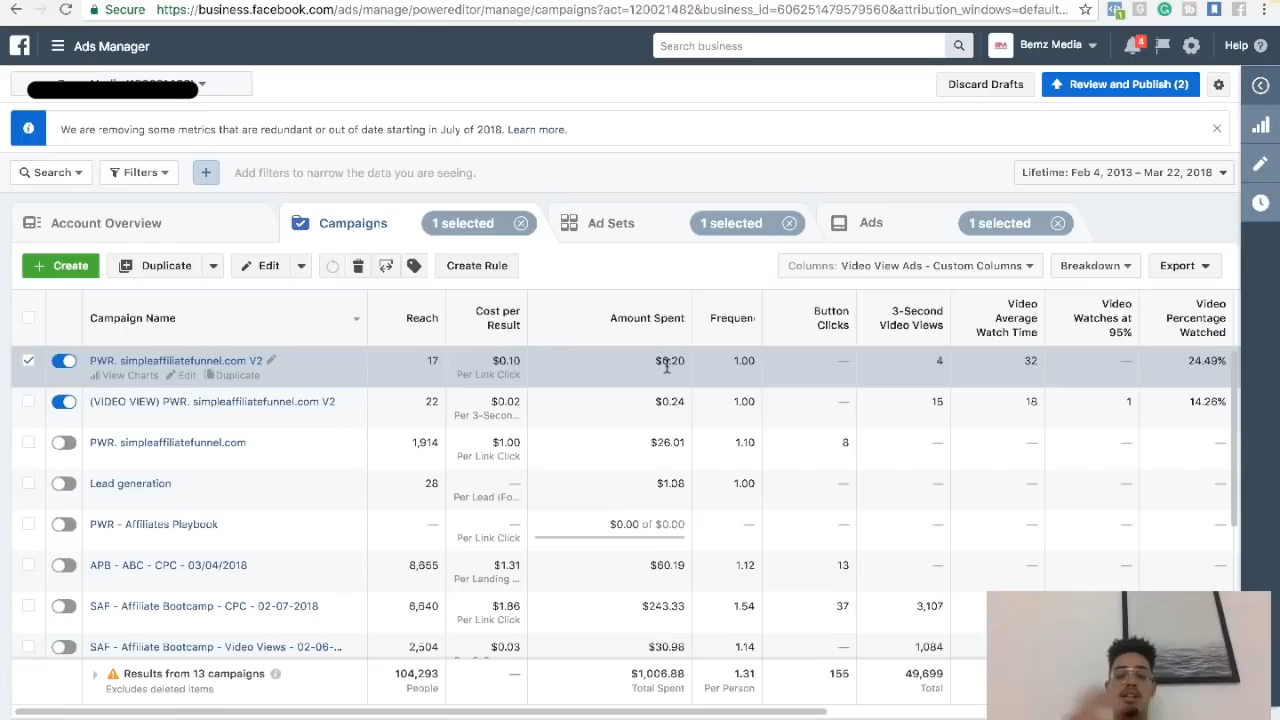 Secure https://business.facebook.com/ads/manage/powereditor/manage/campaigns?act=120021482&business_id=606251479579560&attribution_windows=default...
Ads Manager
Search business
Bemz Media
4
Help
Discard Drafts
Review and Publish (2)
We are removing some metrics that are redundant or out of date starting in July of 2018. Learn more.
Search
Filters
Add filters to narrow the data you are seeing.
Lifetime: Feb 4, 2013 – Mar 22, 2018
Account Overview
Campaigns
1 selected
Ad Sets
1 selected
Ads
1 selected
+ Create
Duplicate
Edit
Create Rule
Columns: Video View Ads - Custom Columns
Breakdown
Export
Campaign Name
Reach
Cost per Result
Amount Spent
Frequen
Button Clicks
3-Second Video Views
Video Average Watch Time
Video Watches at 95%
Video Percentage Watched
PWR. simpleaffiliatefunnel.com V2 17 $0.10 $0.20 1.00 — 4 32 — 24.49%
View Charts Edit Duplicate Per Link Click
(VIDEO VIEW) PWR. simpleaffiliatefunnel.com V2 22 $0.02 $0.24 1.00 — 15 18 1 14.26%
Per 3-Secon...
PWR. simpleaffiliatefunnel.com 1,914 $1.00 $26.01 1.10 8 — — — —
Per Link Click
Lead generation 28 — $1.08 1.00 — — — — —
Per Lead (Fo...
PWR - Affiliates Playbook — — $0.00 of $0.00 — — — — — —
Per Link Click
APB - ABC - CPC - 03/04/2018 8,655 $1.31 $60.19 1.12 13 — — — —
Per Landing ...
SAF - Affiliate Bootcamp - CPC - 02-07-2018 6,640 $1.86 $243.33 1.54 37 3,107
Per Link Click
SAF - Affiliate Bootcamp - Video Views - 02-06-... 2,504 $0.03 $30.98 1.14 — 1,084
Results from 13 campaigns 104,293 — $1,006.88 1.31 155 49,699
Excludes deleted items People Total Spent Per Person Total